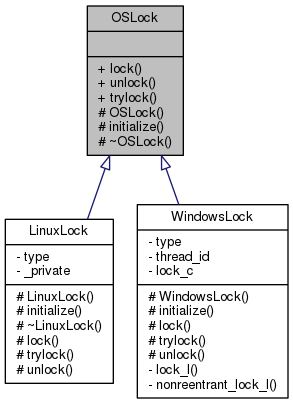 OSLock
+ lock()
+ unlock()
+ trylock()
# OSLock()
# initialize()
# ~OSLock()
LinuxLock
- type
- _private
# LinuxLock()
# initialize()
# ~LinuxLock()
# lock()
# trylock()
# unlock()
WindowsLock
- type
- thread_id
- lock_c
# WindowsLock()
# initialize()
# lock()
# trylock()
# unlock()
- lock_l()
- nonreentrant_lock_l()